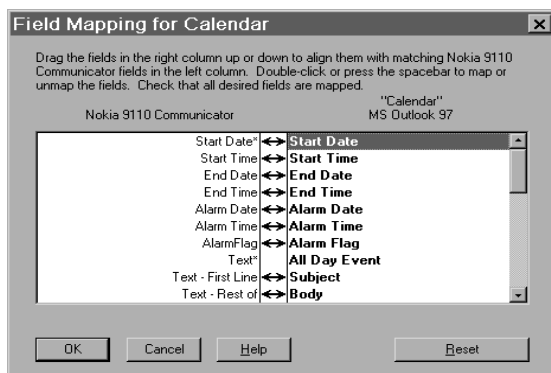 Field Mapping for Calendar
Drag the fields in the right column up or down to align them with matching Nokia 9110
Communicator fields in the left column. Double-click or press the spacebar to map or
unmap the fields. Check that all desired fields are mapped.
"Calendar"
Nokia 9110 Communicator MS Outlook 97
Start Date* Start Date
Start Time Start Time
End Date End Date
End Time End Time
Alarm Date Alarm Date
Alarm Time Alarm Time
AlarmFlag Alarm Flag
Text* All Day Event
Text - First Line Subject
Text - Rest of Body
OK Cancel Help Reset